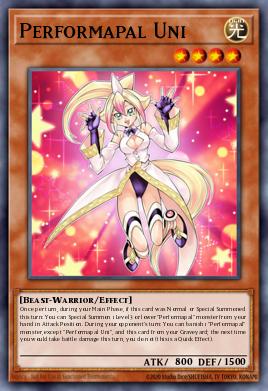 PERFORMAPAL UNI
光
[BEAST-WARRIOR/EFFECT]
Once per turn, during your Main Phase, if this card was Normal or Special Summoned
this turn: You can Special Summon 1 Level 3 or lower "Performapal" monster from your
hand in Attack Position. During your opponent's turn: You can banish 1 "Performapal"
monster, except "Performapal Uni", and this card from your Graveyard; the next time
you would take battle damage this turn, you do not (this is a Quick Effect).
ATK/ 800 DEF/1500